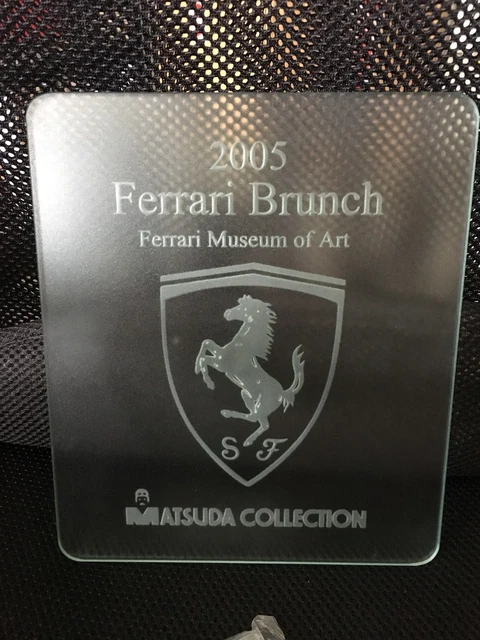 2005
Ferrari Brunch
Ferrari Museum of Art
S F
MATSUDA COLLECTION